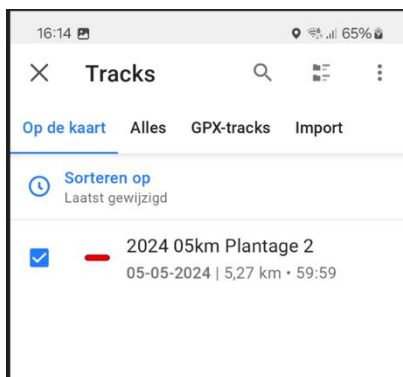 16:14 65%
Tracks
Op de kaart Alles GPX-tracks Import
Sorteren op
Laatst gewijzigd
2024 05km Plantage 2
05-05-2024 | 5,27 km • 59:59